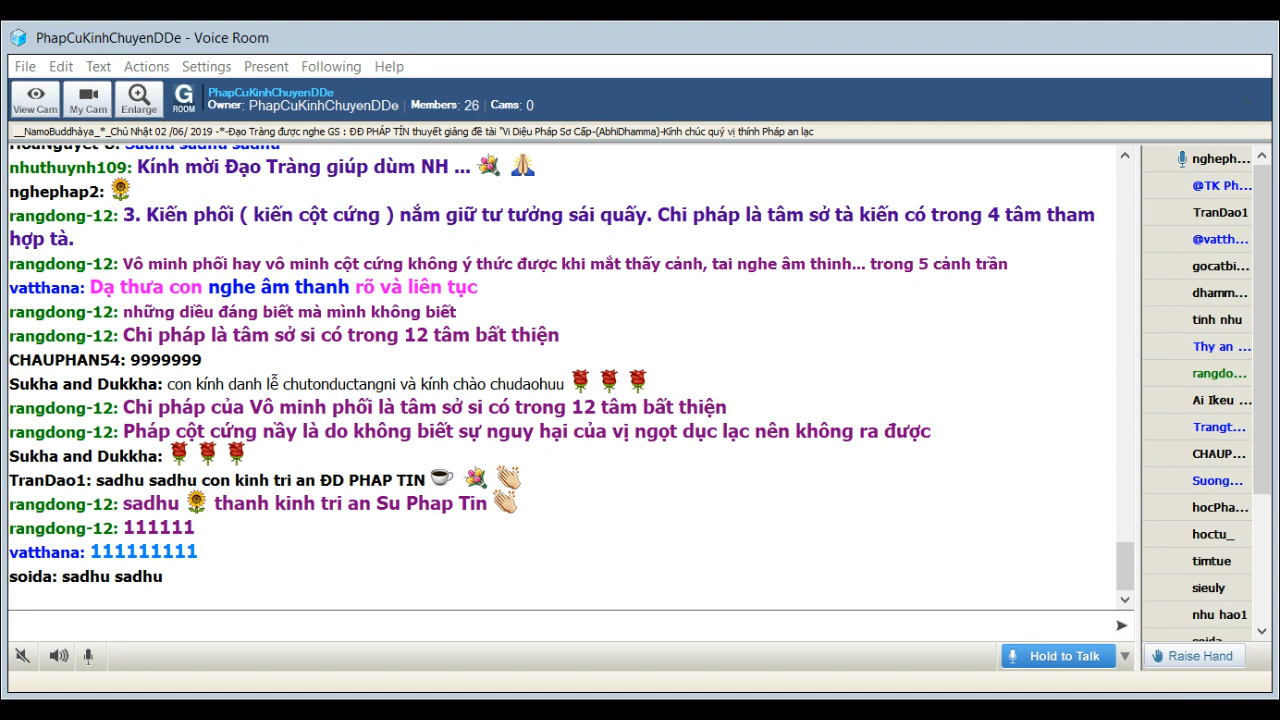 PhapCuKinhChuyenDDe - Voice Room
File Edit Text Actions Settings Present Following Help
View Cam My Cam Enlarge G ROOM PhapCuKinhChuyenDDe
Owner: PhapCuKinhChuyenDDe | Members: 26 | Cams: 0
__NamoBuddhàya_*_Chủ Nhật 02 /06/ 2019 -*-Đạo Tràng được nghe GS : ĐĐ PHÁP TÍN thuyết giảng đề tài "Vi Diệu Pháp Sơ Cấp-(AbhiDhamma)-Kính chúc quý vị thính Pháp an lạc
nhuthuynh109: Kính mời Đạo Tràng giúp dùm NH ...
nghephap2:
rangdong-12: 3. Kiến phối ( kiến cột cứng ) nắm giữ tư tưởng sái quấy. Chi pháp là tâm sở tà kiến có trong 4 tâm tham
hợp tà.
rangdong-12: Vô minh phối hay vô minh cột cứng không ý thức được khi mắt thấy cảnh, tai nghe âm thinh... trong 5 cảnh trần
vatthana: Dạ thưa con nghe âm thanh rõ và liên tục
rangdong-12: những diều đáng biết mà mình không biết
rangdong-12: Chi pháp là tâm sở si có trong 12 tâm bất thiện
CHAUPHAN54: 9999999
Sukha and Dukkha: con kính danh lễ chutonductangni và kính chào chudaohuu
rangdong-12: Chi pháp của Vô minh phối là tâm sở si có trong 12 tâm bất thiện
rangdong-12: Pháp cột cứng nầy là do không biết sự nguy hại của vị ngọt dục lạc nên không ra được
Sukha and Dukkha:
TranDao1: sadhu sadhu con kinh tri an ĐD PHAP TIN
rangdong-12: sadhu thanh kinh tri an Su Phap Tin
rangdong-12: 111111
vatthana: 111111111
soida: sadhu sadhu
Hold to Talk
ngheph...
@TK Ph...
TranDao1
@vatth...
gocatbi...
dhamm...
tinh nhu
Thy an ...
rangdo...
Ai Ikeu ...
Trangt...
CHAUP...
Suong...
hocPha...
hoctu_
timtue
sieuly
nhu hao1
Raise Hand